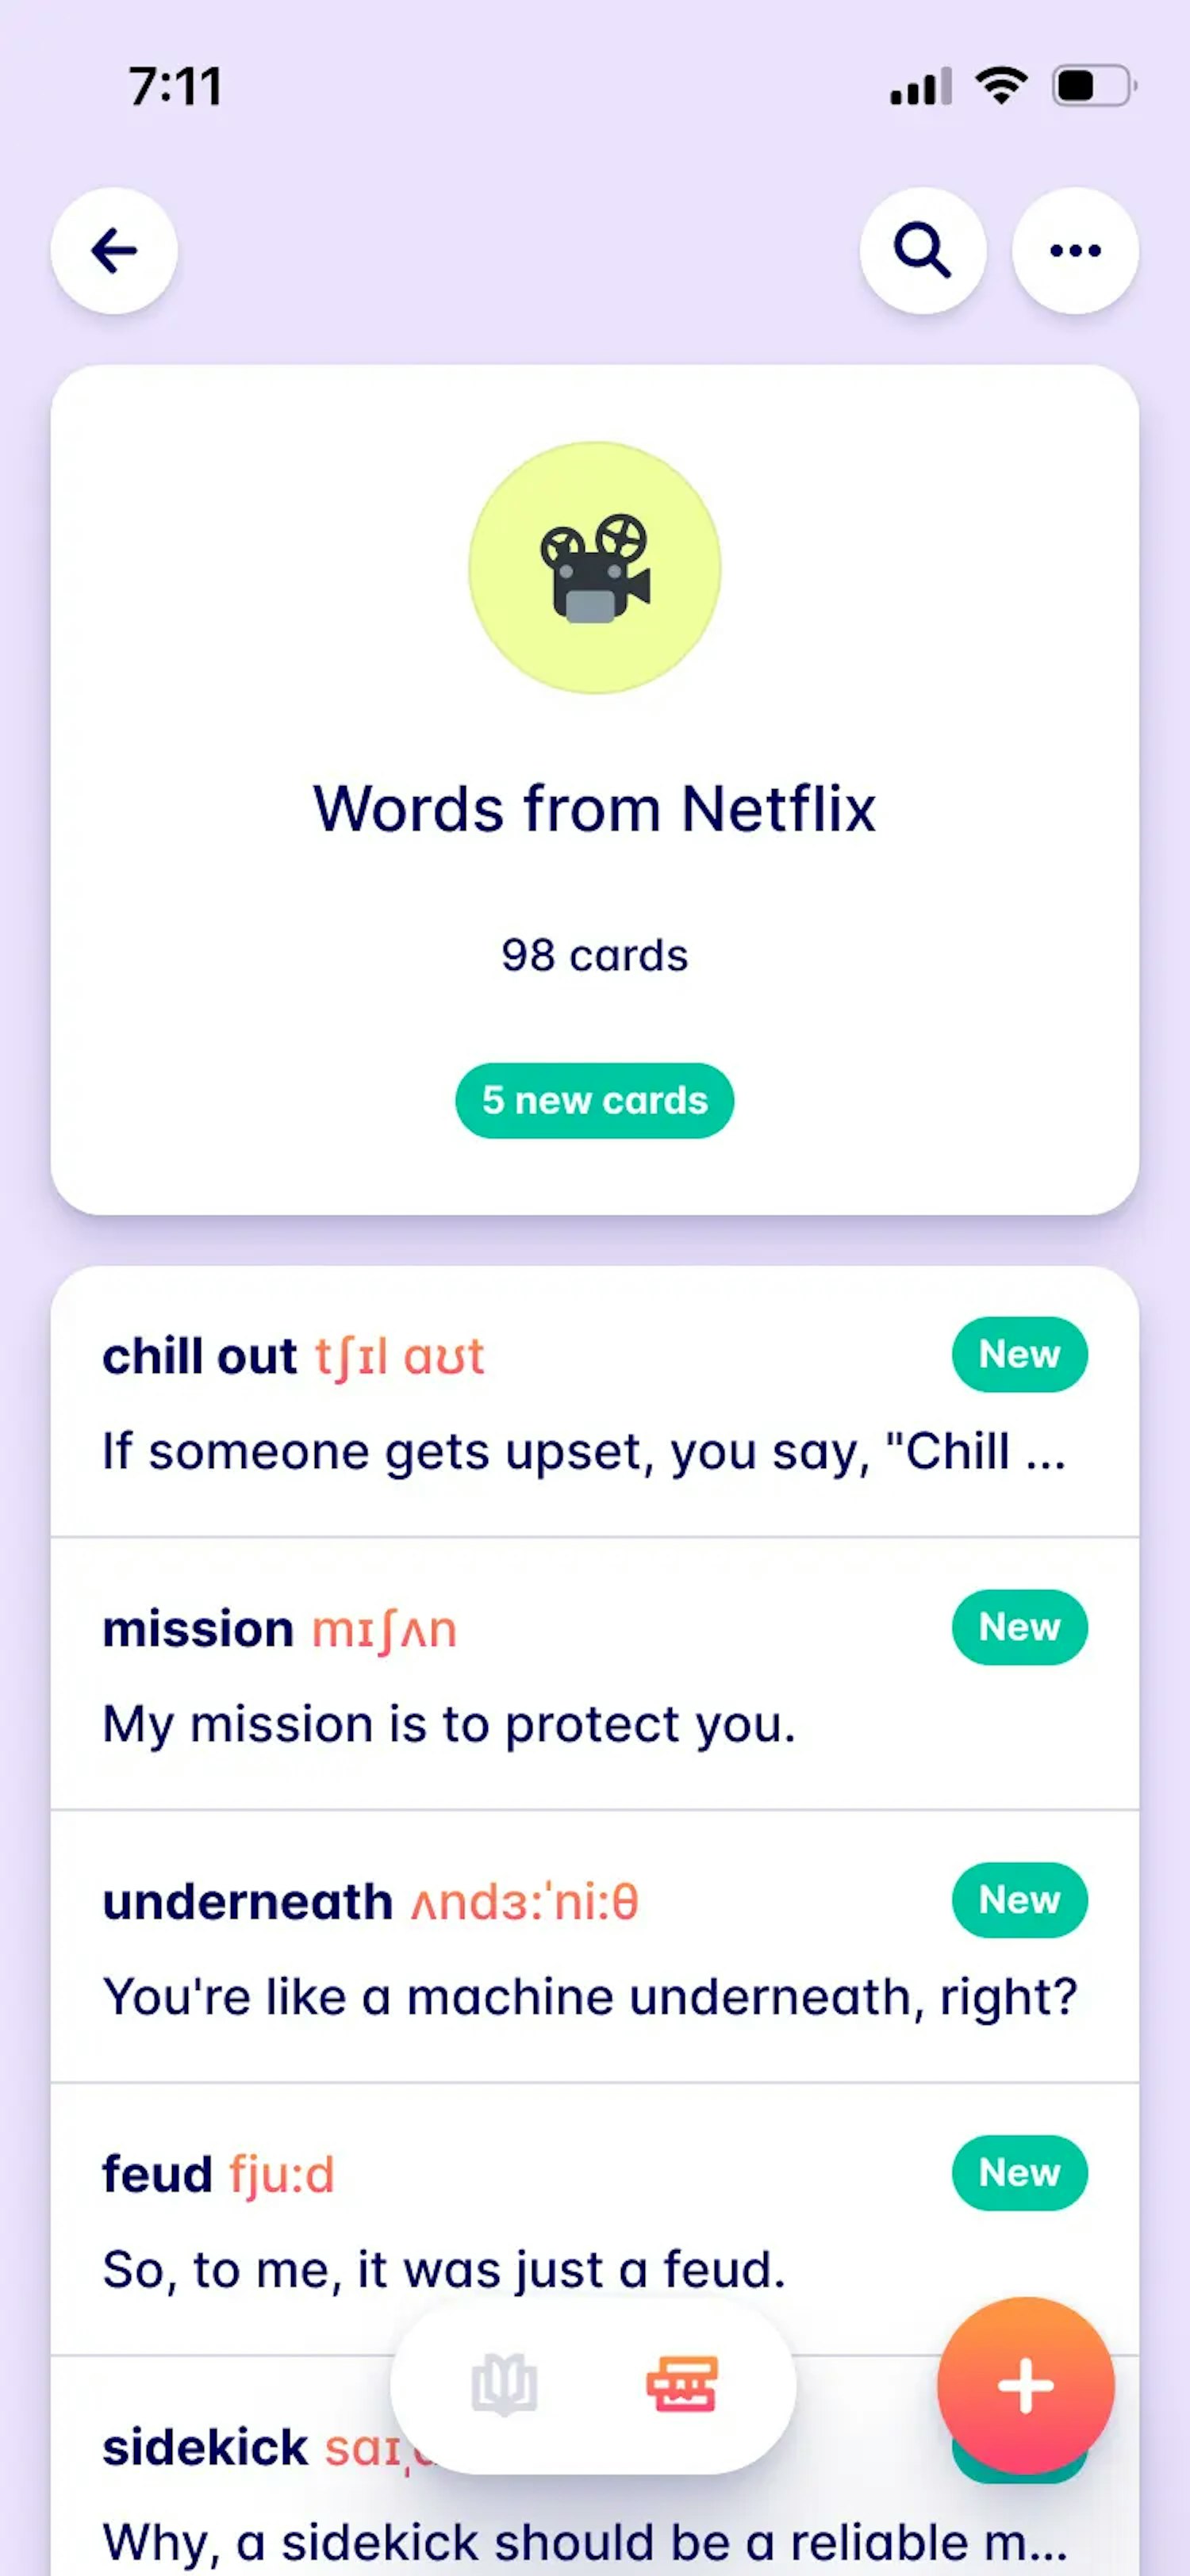 7:11
Words from Netflix
98 cards
5 new cards
chill out tʃɪl aʊt New
If someone gets upset, you say, "Chill ...
mission mɪʃʌn New
My mission is to protect you.
underneath ʌndɜːˈniːθ New
You're like a machine underneath, right?
feud fjuːd New
So, to me, it was just a feud.
sidekick
Why, a sidekick should be a reliable m...